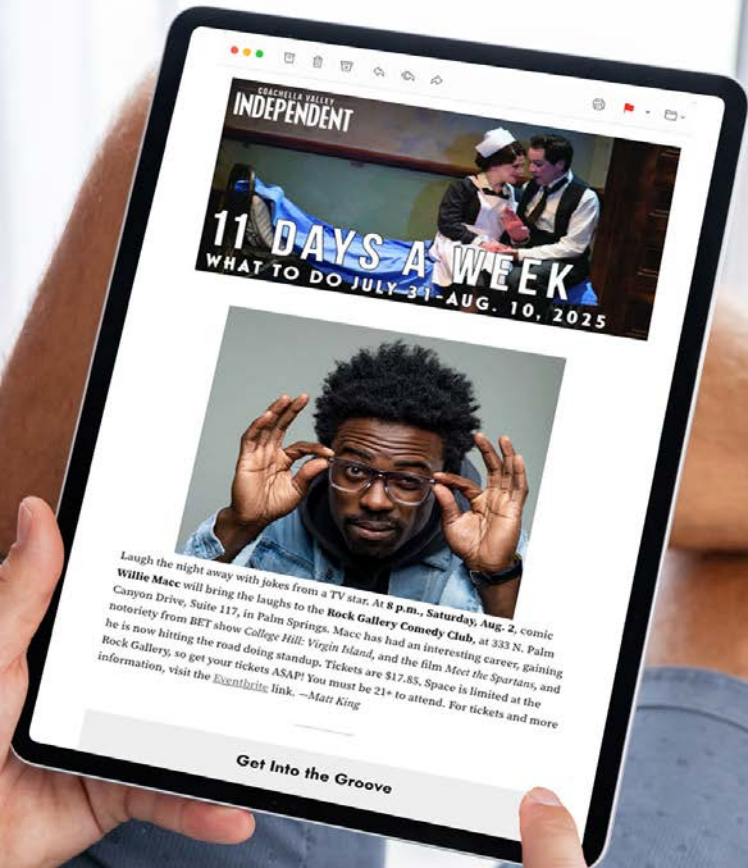 COACHELLA VALLEY
INDEPENDENT
11 DAYS A WEEK
WHAT TO DO JULY 31-AUG. 10, 2025
Laugh the night away with jokes from a TV star. At 8 p.m., Saturday, Aug. 2, comic
Willie Macc will bring the laughs to the Rock Gallery Comedy Club, at 333 N. Palm
Canyon Drive, Suite 117, in Palm Springs. Macc has had an interesting career, gaining
notoriety from BET show College Hill: Virgin Island, and the film Meet the Spartans, and
he is now hitting the road doing standup. Tickets are $17.85. Space is limited at the
Rock Gallery, so get your tickets ASAP! You must be 21+ to attend. For tickets and more
information, visit the Eventbrite link. —Matt King
Get Into the Groove